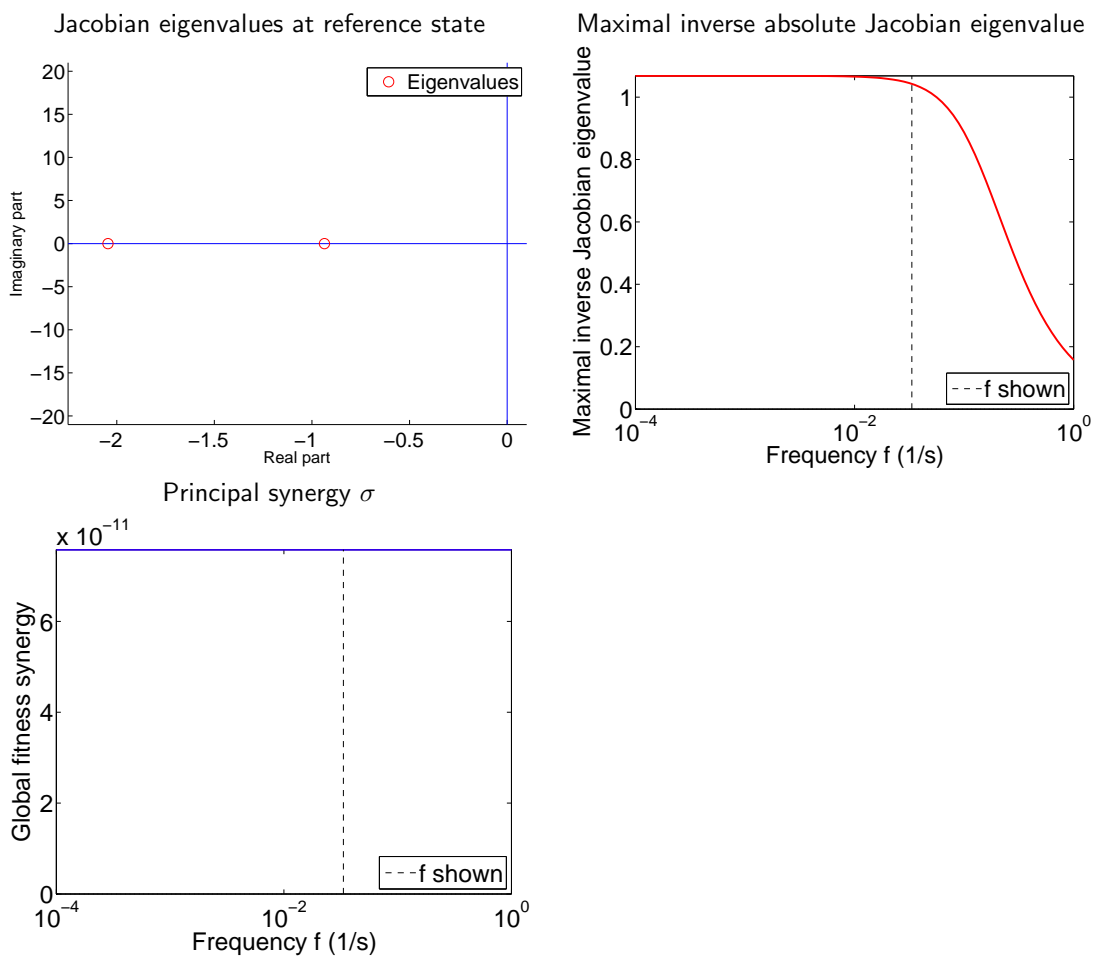 Jacobian eigenvalues at reference state
20
15
10
5
0
−5
−10
−15
−20
Imaginary part
Eigenvalues
−2
−1.5
−1
−0.5
0
Real part
Maximal inverse absolute Jacobian eigenvalue
1
0.8
0.6
0.4
0.2
0
Maximal inverse Jacobian eigenvalue
f shown
10^−4
10^−2
10^0
Frequency f (1/s)
Principal synergy σ
x 10^−11
6
4
2
0
Global fitness synergy
f shown
10^−4
10^−2
10^0
Frequency f (1/s)